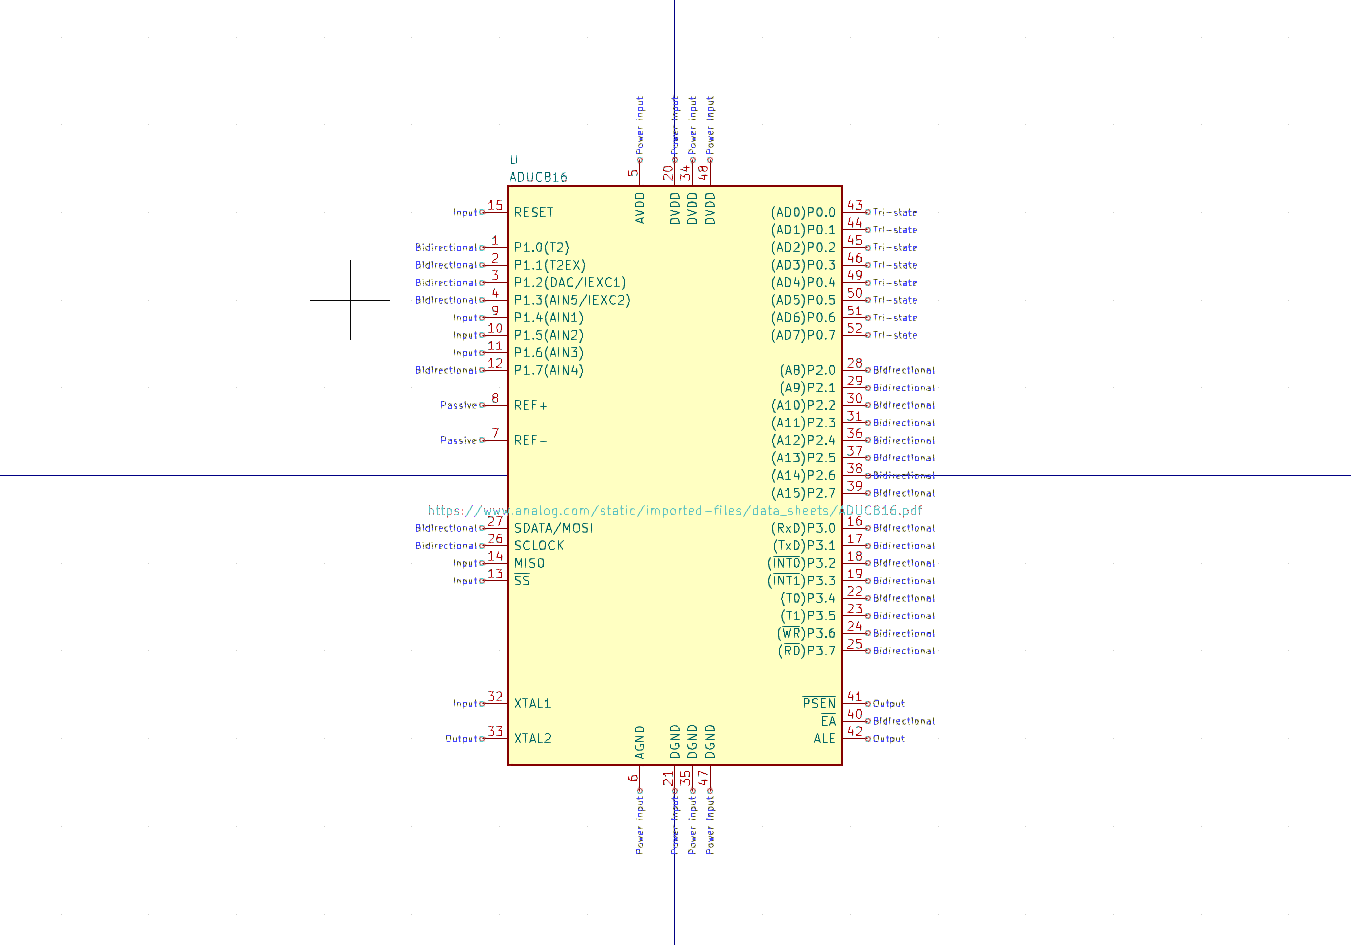 Power Input Power Input Power Input Power Input
U
ADUC816
5 20 34 48
AVDD DVDD DVDD DVDD
Input 15 RESET (AD0)P0.0 43 Tri-state
(AD1)P0.1 44 Tri-state
Bidirectional 1 P1.0(T2) (AD2)P0.2 45 Tri-state
Bidirectional 2 P1.1(T2EX) (AD3)P0.3 46 Tri-state
Bidirectional 3 P1.2(DAC/IEXC1) (AD4)P0.4 49 Tri-state
Bidirectional 4 P1.3(AIN5/IEXC2) (AD5)P0.5 50 Tri-state
Input 9 P1.4(AIN1) (AD6)P0.6 51 Tri-state
Input 10 P1.5(AIN2) (AD7)P0.7 52 Tri-state
Input 11 P1.6(AIN3)
Bidirectional 12 P1.7(AIN4) (A8)P2.0 28 Bidirectional
(A9)P2.1 29 Bidirectional
Passive 8 REF+ (A10)P2.2 30 Bidirectional
(A11)P2.3 31 Bidirectional
Passive 7 REF- (A12)P2.4 36 Bidirectional
(A13)P2.5 37 Bidirectional
(A14)P2.6 38 Bidirectional
(A15)P2.7 39 Bidirectional
https://www.analog.com/static/imported-files/data_sheets/ADUC816.pdf
Bidirectional 27 SDATA/MOSI (RxD)P3.0 16 Bidirectional
Bidirectional 26 SCLOCK (TxD)P3.1 17 Bidirectional
Input 14 MISO (INT0)P3.2 18 Bidirectional
Input 13 SS (INT1)P3.3 19 Bidirectional
(T0)P3.4 22 Bidirectional
(T1)P3.5 23 Bidirectional
(WR)P3.6 24 Bidirectional
(RD)P3.7 25 Bidirectional
Input 32 XTAL1 PSEN 41 Output
EA 40 Bidirectional
Output 33 XTAL2 ALE 42 Output
AGND DGND DGND DGND
6 21 35 47
Power Input Power Input Power Input Power Input